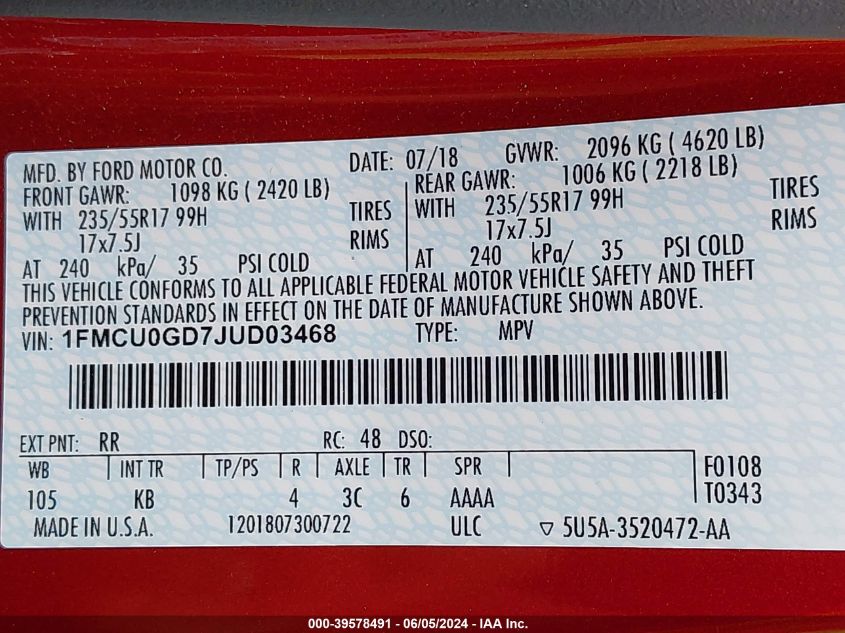 MFD. BY FORD MOTOR CO. DATE: 07/18 GVWR: 2096 KG ( 4620 LB)
FRONT GAWR: 1098 KG ( 2420 LB) REAR GAWR: 1006 KG ( 2218 LB)
WITH 235/55R17 99H TIRES WITH 235/55R17 99H TIRES
17x7.5J RIMS 17x7.5J RIMS
AT 240 kPa/ 35 PSI COLD AT 240 kPa/ 35 PSI COLD
THIS VEHICLE CONFORMS TO ALL APPLICABLE FEDERAL MOTOR VEHICLE SAFETY AND THEFT
PREVENTION STANDARDS IN EFFECT ON THE DATE OF MANUFACTURE SHOWN ABOVE.
VIN: 1FMCU0GD7JUD03468 TYPE: MPV
EXT PNT: RR RC: 48 DSO:
WB INT TR TP/PS R AXLE TR SPR F0108
105 KB 4 3C 6 AAAA T0343
MADE IN U.S.A. 1201807300722 ULC ▽ 5U5A-3520472-AA
000-39578491 - 06/05/2024 - IAA Inc.